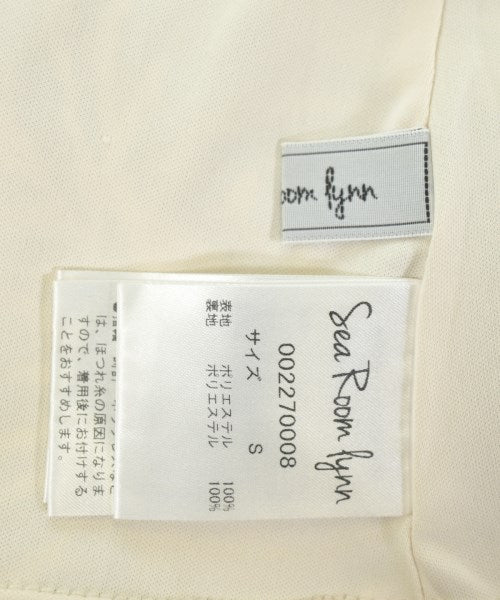 oom lynn
Sea Room lynn
002270008
サイズ S
表地 ポリエステル 100%
裏地 ポリエステル 100%
は、ほつれ糸の原因になりま
すので、着用後にお付けする
ことをおすすめします。